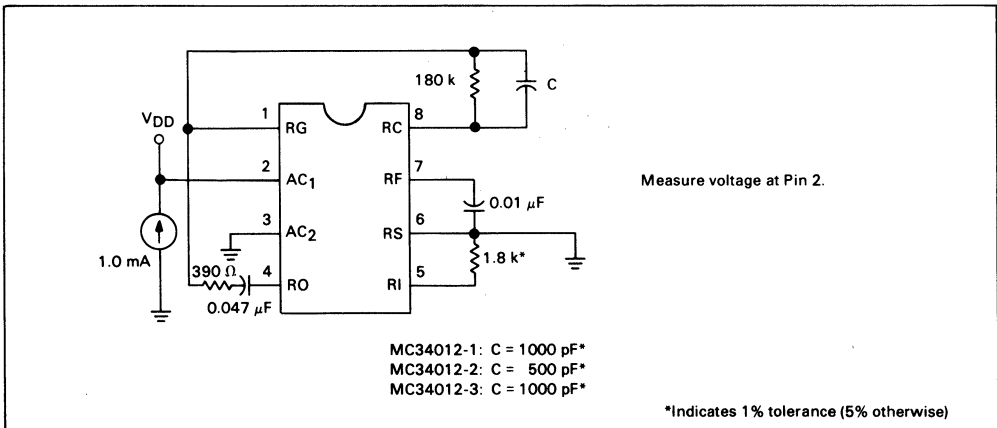 180 k
C
VDD
1
RG
RC
8
2
AC1
RF
7
Measure voltage at Pin 2.
0.01 µF
3
AC2
RS
6
1.0 mA
390 Ω
4
RO
RI
5
1.8 k*
0.047 µF
MC34012-1: C = 1000 pF*
MC34012-2: C = 500 pF*
MC34012-3: C = 1000 pF*
*Indicates 1% tolerance (5% otherwise)